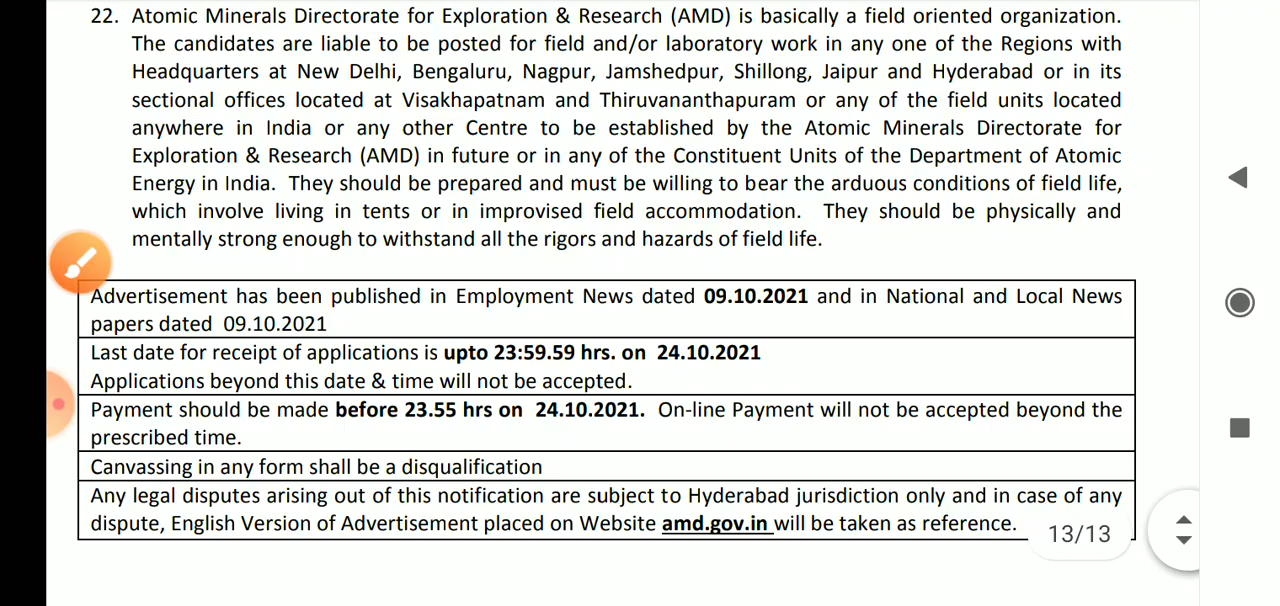 22. Atomic Minerals Directorate for Exploration & Research (AMD) is basically a field oriented organization.
The candidates are liable to be posted for field and/or laboratory work in any one of the Regions with
Headquarters at New Delhi, Bengaluru, Nagpur, Jamshedpur, Shillong, Jaipur and Hyderabad or in its
sectional offices located at Visakhapatnam and Thiruvananthapuram or any of the field units located
anywhere in India or any other Centre to be established by the Atomic Minerals Directorate for
Exploration & Research (AMD) in future or in any of the Constituent Units of the Department of Atomic
Energy in India. They should be prepared and must be willing to bear the arduous conditions of field life,
which involve living in tents or in improvised field accommodation. They should be physically and
mentally strong enough to withstand all the rigors and hazards of field life.
Advertisement has been published in Employment News dated 09.10.2021 and in National and Local News
papers dated 09.10.2021
Last date for receipt of applications is upto 23:59.59 hrs. on 24.10.2021
Applications beyond this date & time will not be accepted.
Payment should be made before 23.55 hrs on 24.10.2021. On-line Payment will not be accepted beyond the
prescribed time.
Canvassing in any form shall be a disqualification
Any legal disputes arising out of this notification are subject to Hyderabad jurisdiction only and in case of any
dispute, English Version of Advertisement placed on Website amd.gov.in will be taken as reference.
13/13